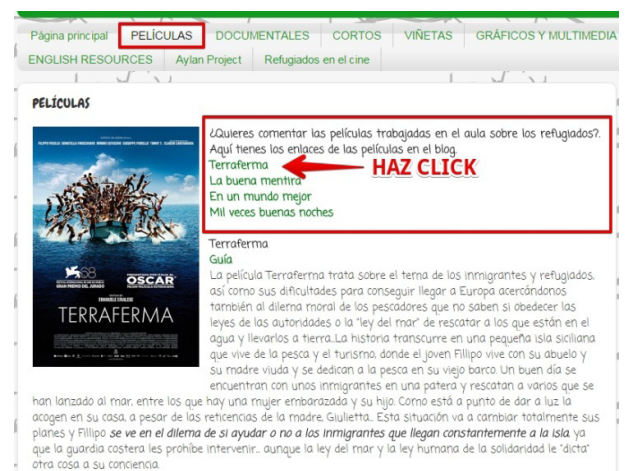 Página principal PELÍCULAS DOCUMENTALES CORTOS VIÑETAS GRÁFICOS Y MULTIMEDIA
ENGLISH RESOURCES Aylan Project Refugiados en el cine
PELÍCULAS
¿Quieres comentar las películas trabajadas en el aula sobre los refugiados?.
Aquí tienes los enlaces de las películas en el blog.
Terraferma
HAZ CLICK
La buena mentira
En un mundo mejor
Mil veces buenas noches
68
OSCAR
TERRAFERMA
Terraferma
Guía
La película Terraferma trata sobre el tema de los inmigrantes y refugiados.
así como sus dificultades para conseguir llegar a Europa acercándonos
también al dilema moral de los pescadores que no saben si obedecer las
leyes de las autoridades o la "ley del mar" de rescatar a los que están en el
agua y llevarlos a tierra...La historia transcurre en una pequeña isla siciliana
que vive de la pesca y el turismo, donde el joven Fillipo vive con su abuelo y
su madre viuda y se dedican a la pesca en su viejo barco. Un buen día se
encuentran con unos inmigrantes en una patera y rescatan a varios que se
han lanzado al mar, entre los que hay una mujer embarazada y su hijo. Como está a punto de dar a luz la
acogen en su casa, a pesar de las reticencias de la madre, Giulietta.. Esta situación va a cambiar totalmente sus
planes y Fillipo se ve en el dilema de si ayudar o no a los inmigrantes que llegan constantemente a la isla, ya
que la guardia costera les prohíbe intervenir... aunque la ley del mar y la ley humana de la solidaridad le "dicta"
otra cosa a su conciencia.